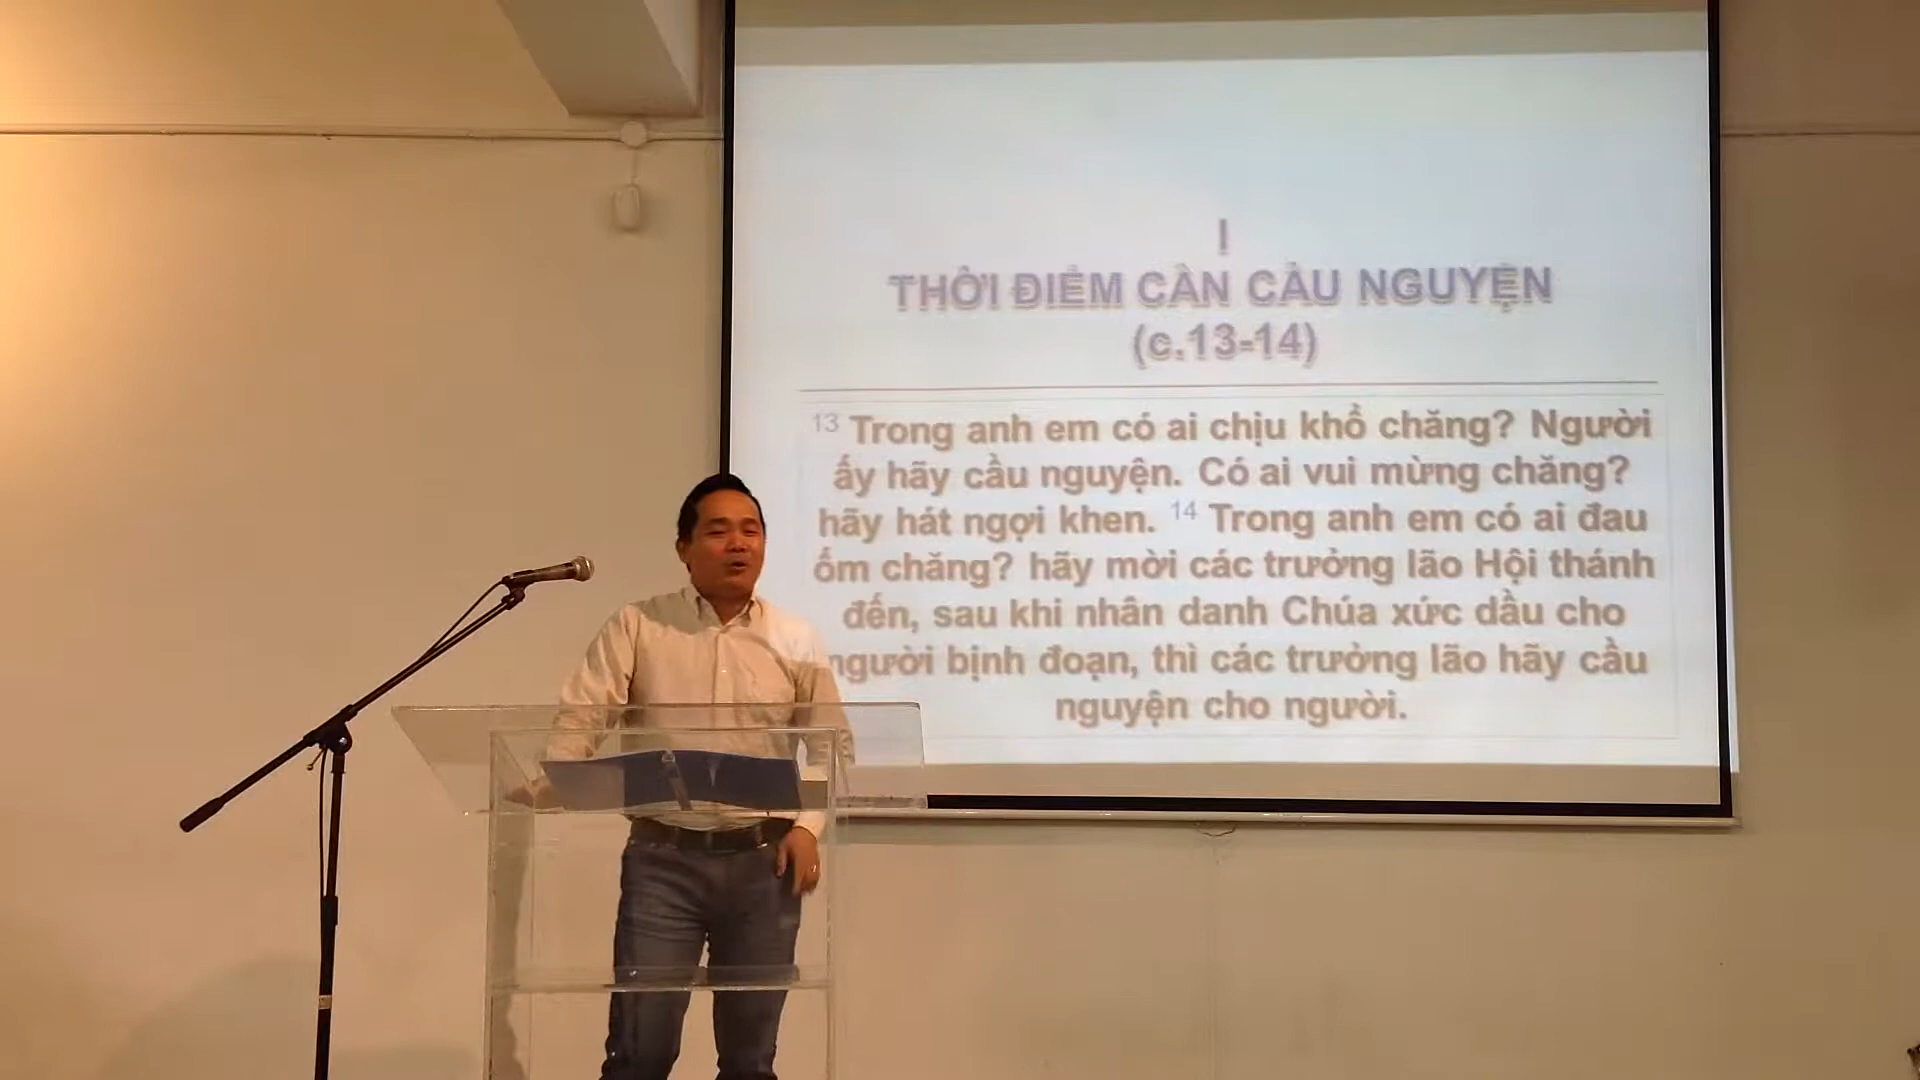 I
THỜI ĐIỂM CẦN CẦU NGUYỆN
(c.13-14)
13 Trong anh em có ai chịu khổ chăng? Người
ấy hãy cầu nguyện. Có ai vui mừng chăng?
hãy hát ngợi khen. 14 Trong anh em có ai đau
ốm chăng? hãy mời các trưởng lão Hội thánh
đến, sau khi nhân danh Chúa xức dầu cho
người bịnh đoạn, thì các trưởng lão hãy cầu
nguyện cho người.